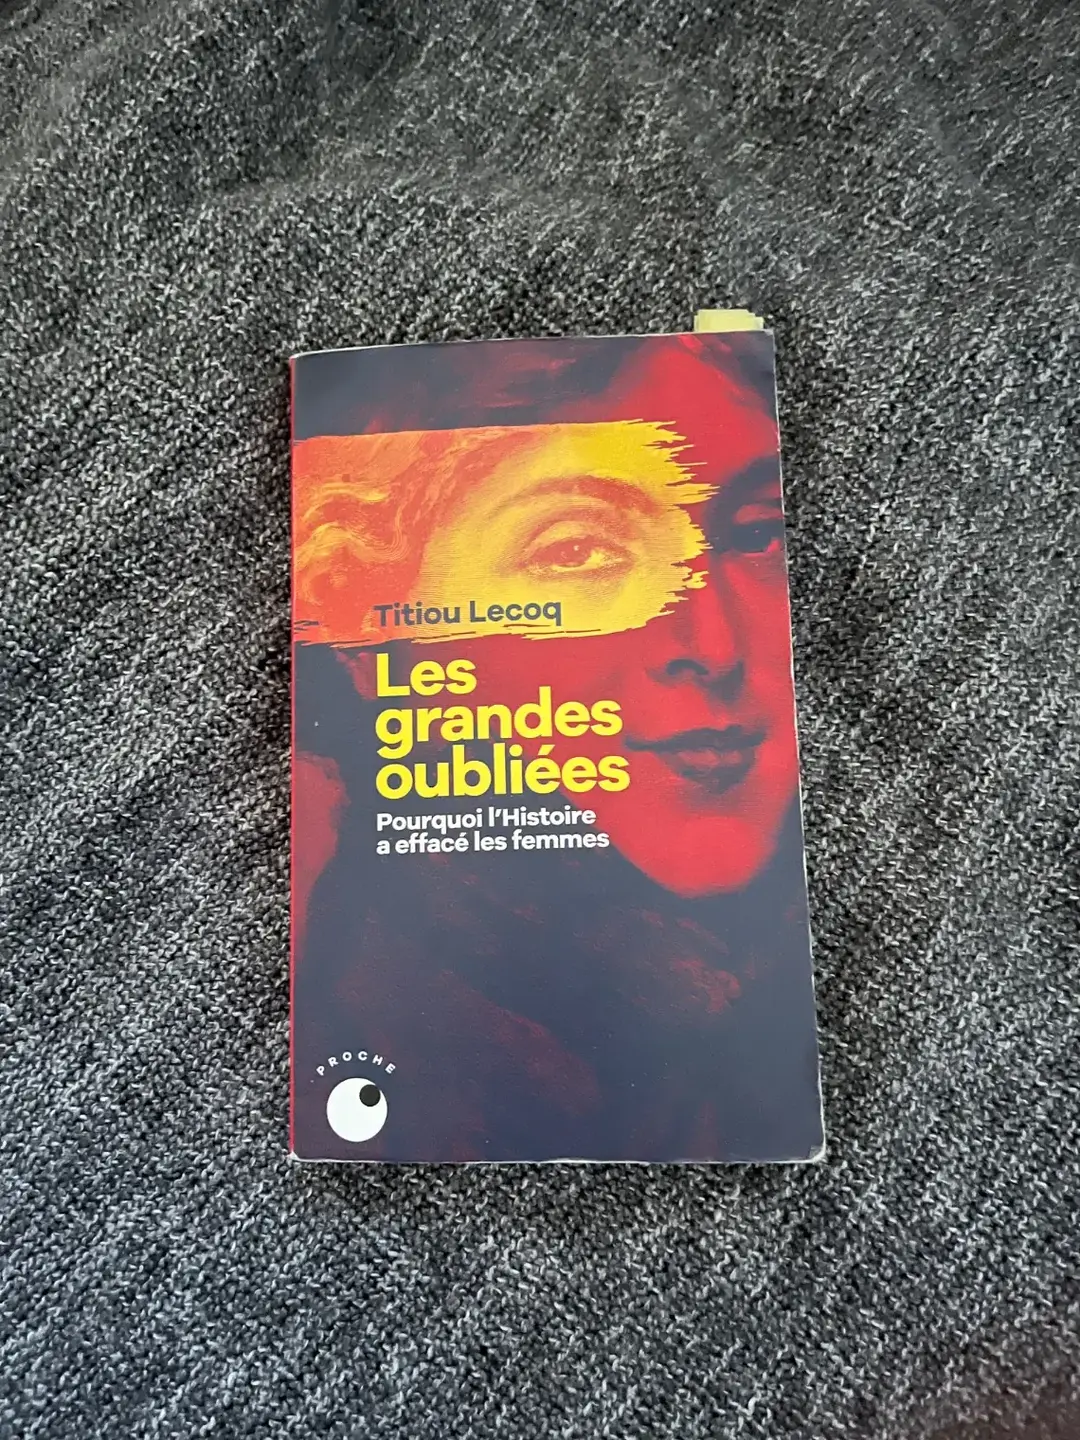 Titiou Lecoq
Les
grandes
oubliées
Pourquoi l'Histoire
a effacé les femmes
PROCHE